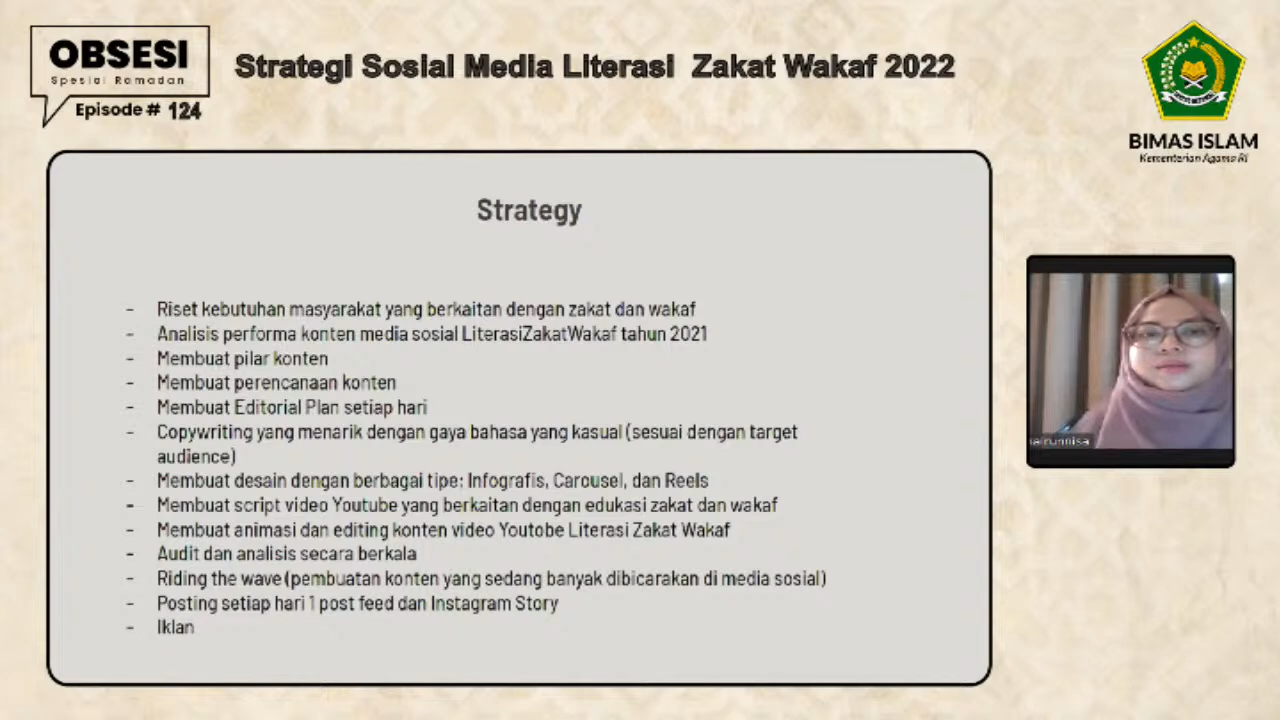 OBSESI
Spesial Ramadan
Episode # 124
Strategi Sosial Media Literasi Zakat Wakaf 2022
BIMAS ISLAM
Kementerian Agama RI
Strategy
- Riset kebutuhan masyarakat yang berkaitan dengan zakat dan wakaf
- Analisis performa konten media sosial LiterasiZakatWakaf tahun 2021
- Membuat pilar konten
- Membuat perencanaan konten
- Membuat Editorial Plan setiap hari
- Copywriting yang menarik dengan gaya bahasa yang kasual (sesuai dengan target
audience)
- Membuat desain dengan berbagai tipe: Infografis, Carousel, dan Reels
- Membuat script video Youtube yang berkaitan dengan edukasi zakat dan wakaf
- Membuat animasi dan editing konten video Youtobe Literasi Zakat Wakaf
- Audit dan analisis secara berkala
- Riding the wave (pembuatan konten yang sedang banyak dibicarakan di media sosial)
- Posting setiap hari 1 post feed dan Instagram Story
- Iklan